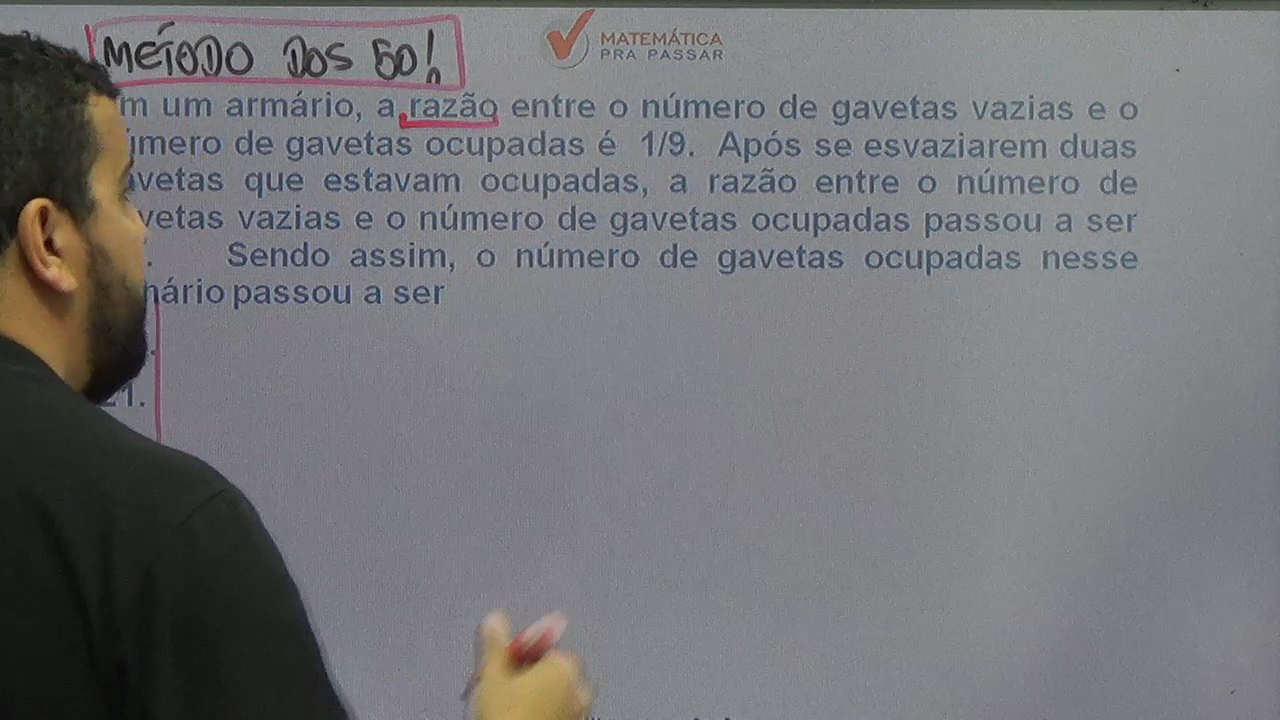 MÉTODO DOS 50!
MATEMÁTICA
PRA PASSAR
m um armário, a razão entre o número de gavetas vazias e o
úmero de gavetas ocupadas é 1/9. Após se esvaziarem duas
avetas que estavam ocupadas, a razão entre o número de
vetas vazias e o número de gavetas ocupadas passou a ser
. Sendo assim, o número de gavetas ocupadas nesse
mário passou a ser
21.